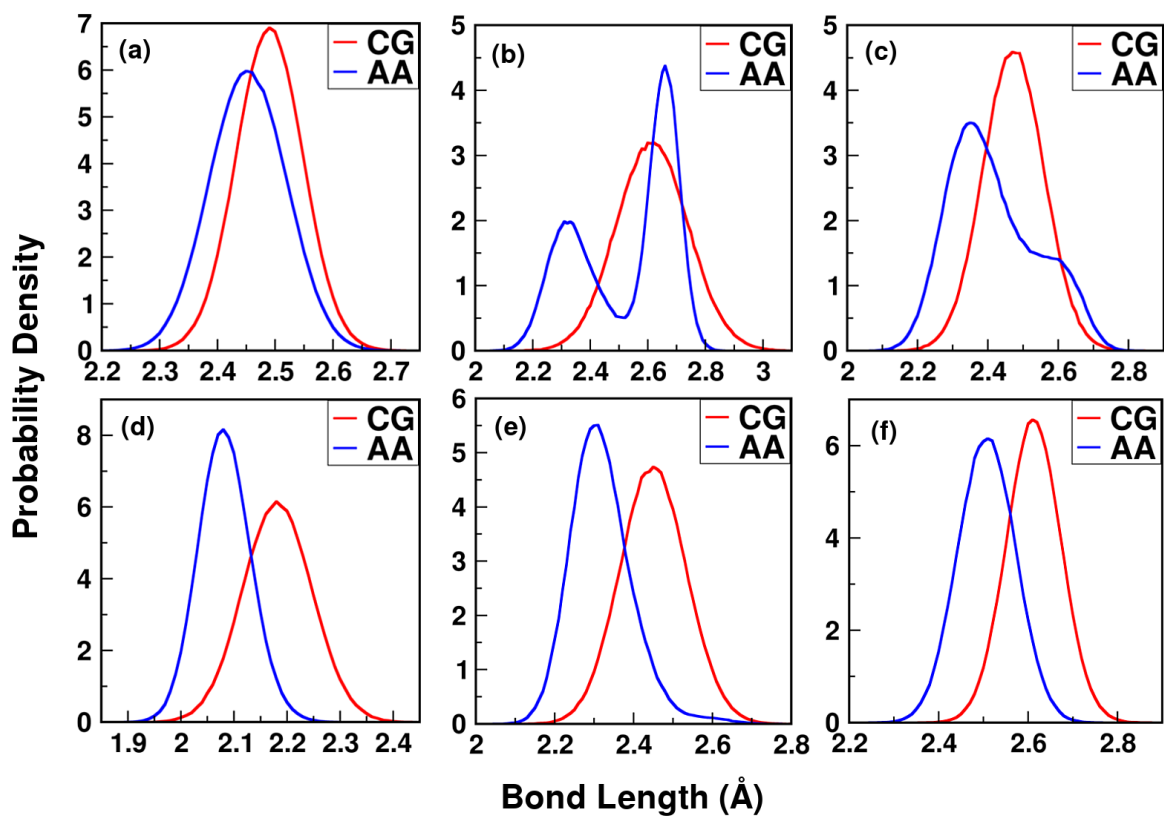 Probability Density
(a)
CG
AA
7
6
5
4
3
2
1
0
2.2 2.3 2.4 2.5 2.6 2.7
(b)
CG
AA
5
4
3
2
1
0
2 2.2 2.4 2.6 2.8 3
(c)
CG
AA
5
4
3
2
1
0
2 2.2 2.4 2.6 2.8
(d)
CG
AA
8
6
4
2
0
1.9 2 2.1 2.2 2.3 2.4
(e)
CG
AA
6
5
4
3
2
1
0
2 2.2 2.4 2.6 2.8
(f)
CG
AA
6
4
2
0
2.2 2.4 2.6 2.8
Bond Length (Å)